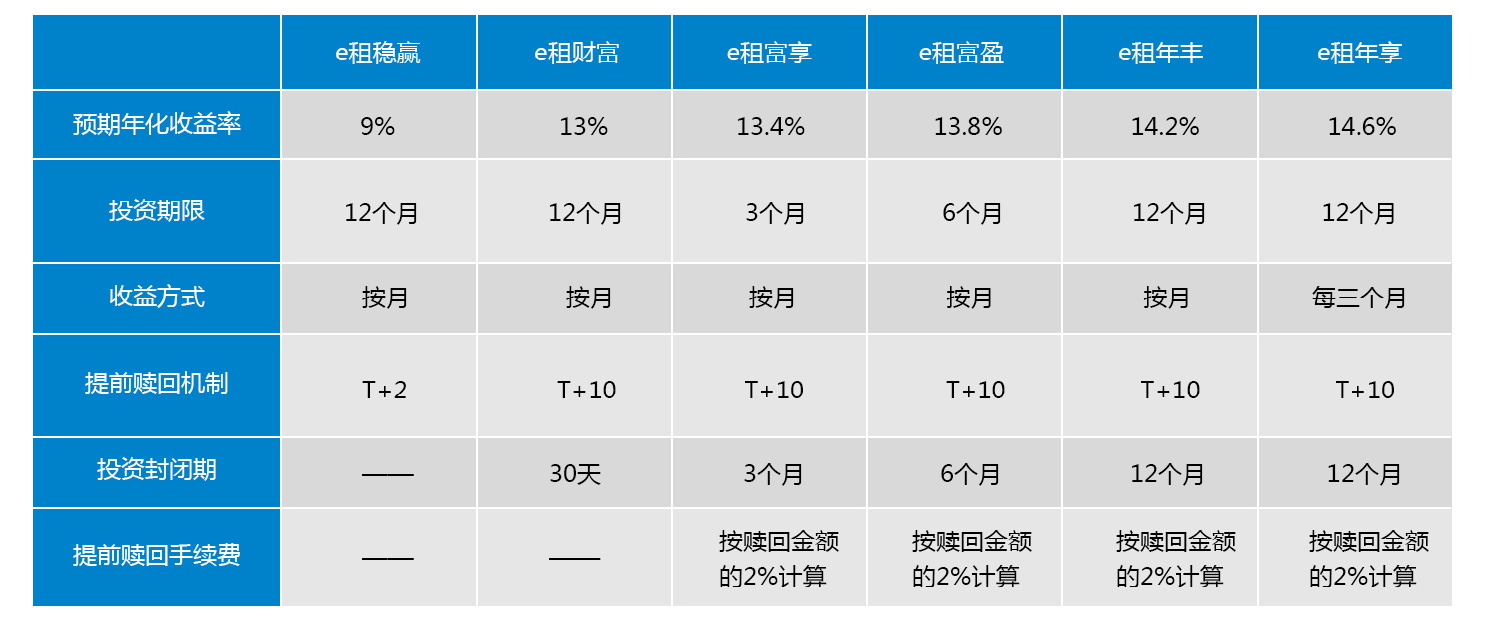 e租稳赢 e租财富 e租富享 e租富盈 e租年丰 e租年享
预期年化收益率 9% 13% 13.4% 13.8% 14.2% 14.6%
投资期限 12个月 12个月 3个月 6个月 12个月 12个月
收益方式 按月 按月 按月 按月 按月 每三个月
提前赎回机制 T+2 T+10 T+10 T+10 T+10 T+10
投资封闭期 —— 30天 3个月 6个月 12个月 12个月
提前赎回手续费 —— —— 按赎回金额 按赎回金额 按赎回金额 按赎回金额
的2%计算 的2%计算 的2%计算 的2%计算